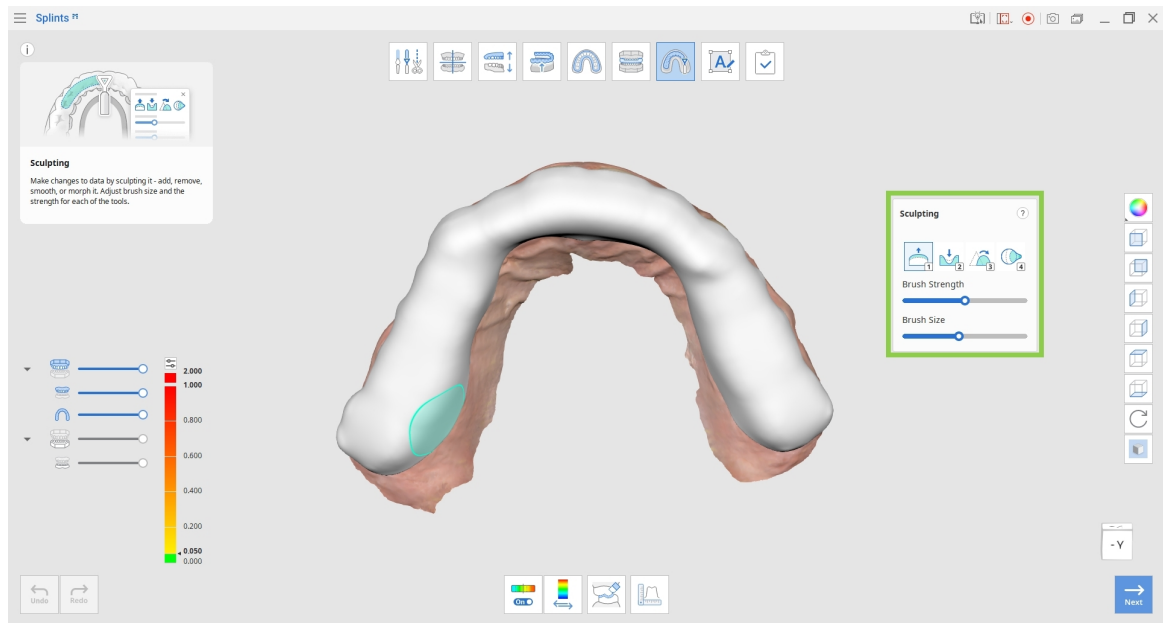 Splints
Sculpting
Make changes to data by sculpting it - add, remove,
smooth, or morph it. Adjust brush size and the
strength for each of the tools.
Sculpting
?
1
2
3
4
Brush Strength
Brush Size
2.000
1.000
0.800
0.600
0.400
0.200
0.050
0.000
- Y
Undo
Redo
On
Next